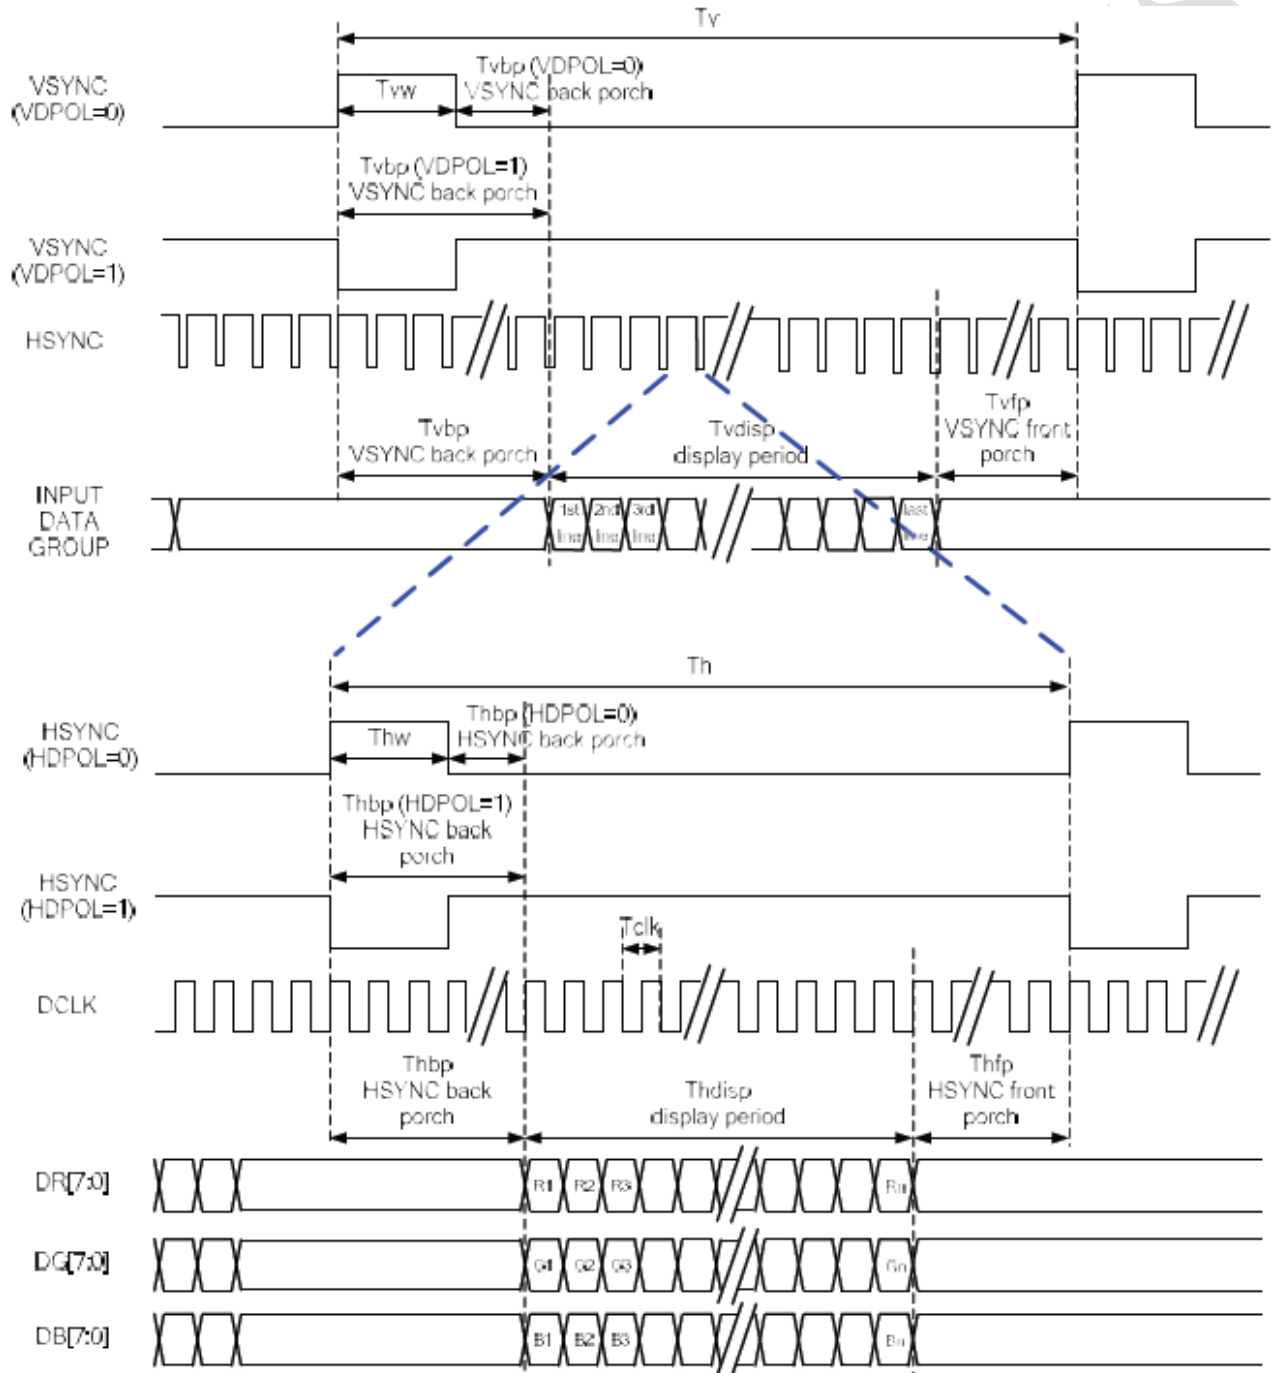 Tv
VSYNC
(VDPOL=0)
Tvw
Tvbp (VDPOL=0)
VSYNC back porch
Tvbp (VDPOL=1)
VSYNC back porch
VSYNC
(VDPOL=1)
HSYNC
Tvbp
VSYNC back porch
Tvdisp
display period
Tvfp
VSYNC front
porch
INPUT
DATA
GROUP
1st
line
2nd
line
3rd
line
last
line
Th
HSYNC
(HDPOL=0)
Thw
Thbp (HDPOL=0)
HSYNC back porch
Thbp (HDPOL=1)
HSYNC back
porch
HSYNC
(HDPOL=1)
Tclk
DCLK
Thbp
HSYNC back
porch
Thdisp
display period
Thfp
HSYNC front
porch
DR[7:0]
R1 R2 R3 Rn
DG[7:0]
G1 G2 G3 Gn
DB[7:0]
B1 B2 B3 Bn